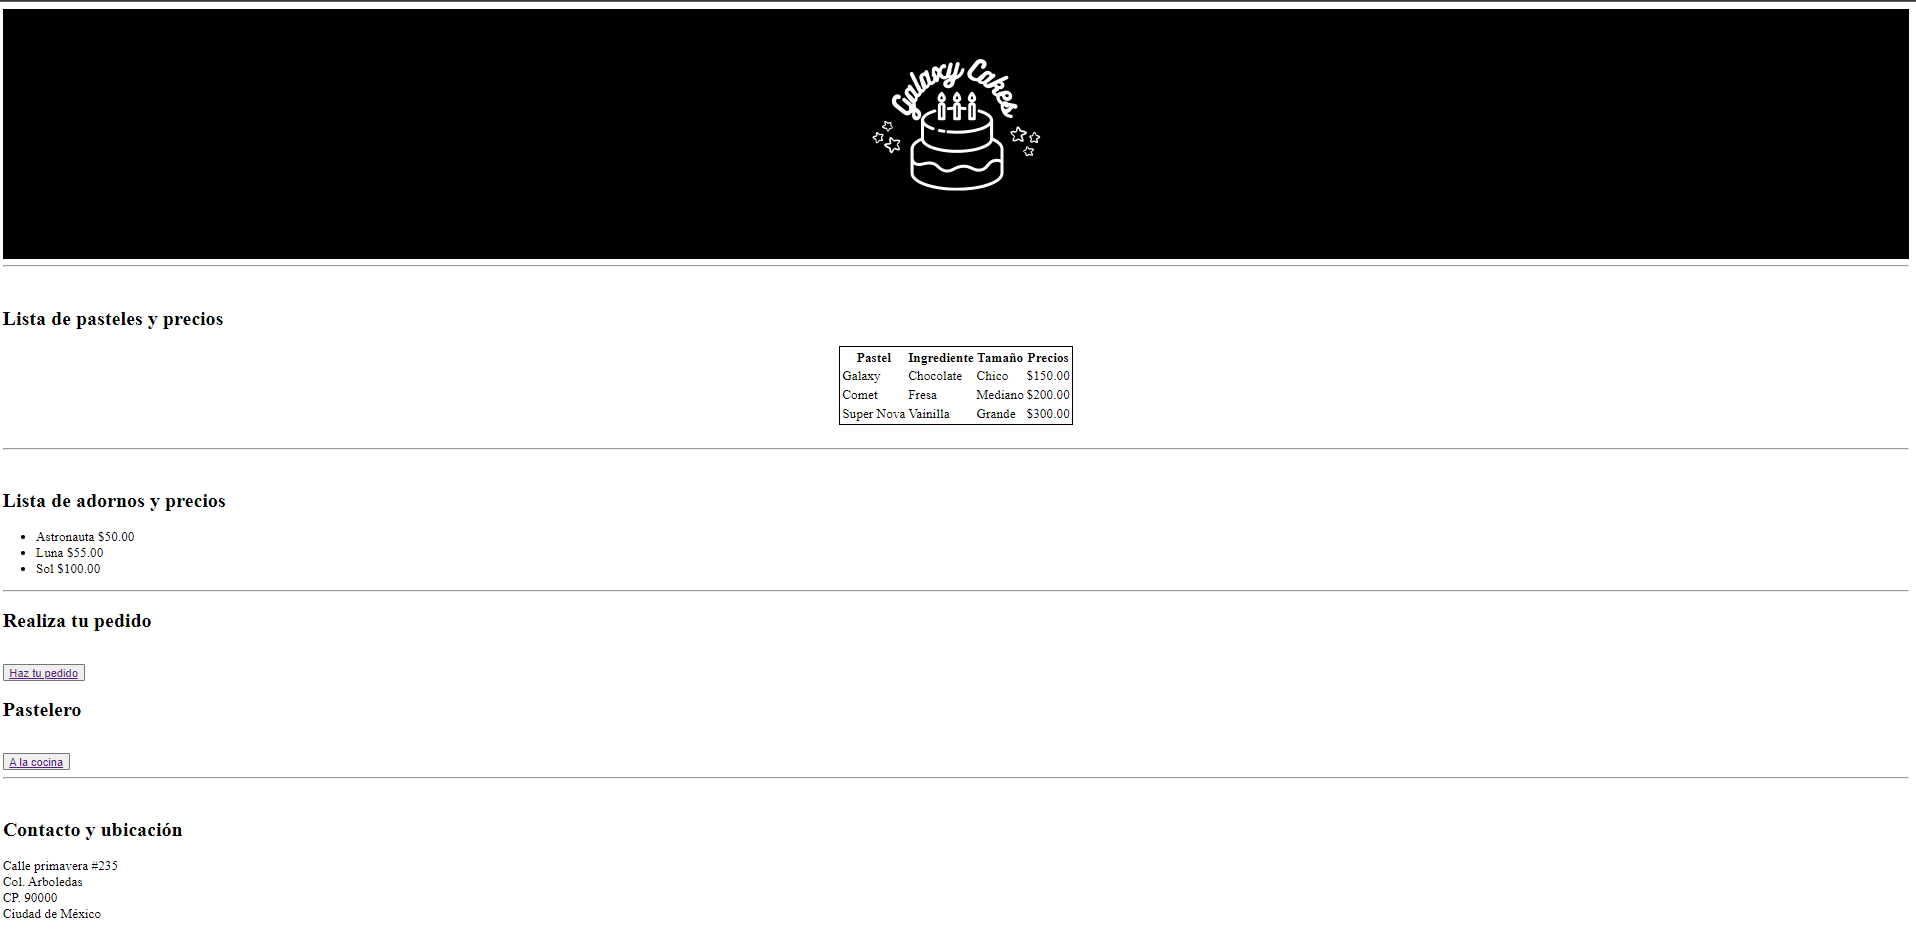 Galaxy Cakes
Lista de pasteles y precios
Pastel Ingrediente Tamaño Precios
Galaxy Chocolate Chico $150.00
Comet Fresa Mediano $200.00
Super Nova Vainilla Grande $300.00
Lista de adornos y precios
Astronauta $50.00
Luna $55.00
Sol $100.00
Realiza tu pedido
Haz tu pedido
Pastelero
A la cocina
Contacto y ubicación
Calle primavera #235
Col. Arboledas
CP. 90000
Ciudad de México